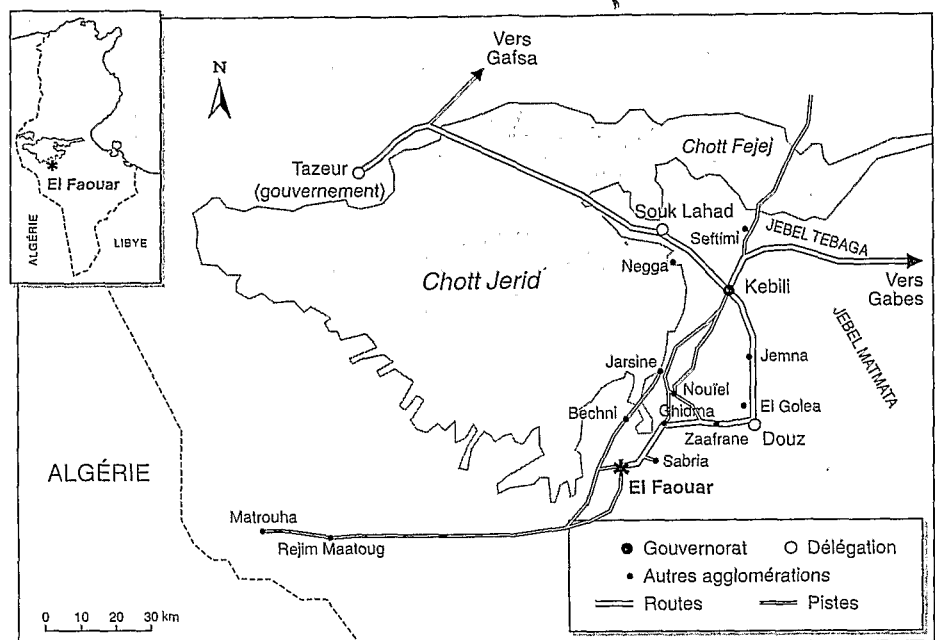 El Faouar
ALGÉRIE
LIBYE
N
Vers
Gafsa
Tazeur
(gouvernement)
Chott Fejej
Souk Lahad
Seftimi
JEBEL TEBAGA
Negga
Chott Jerid
Kebili
Vers
Gabes
JEBEL MATMATA
Jarsine
Jemna
Nouïel
Bechni
Ghidma
El Golea
Zaafrane
Douz
Sabria
El Faouar
ALGÉRIE
Matrouha
Rejim Maatoug
Gouvernorat
Délégation
Autres agglomérations
Routes
Pistes
0 10 20 30 km